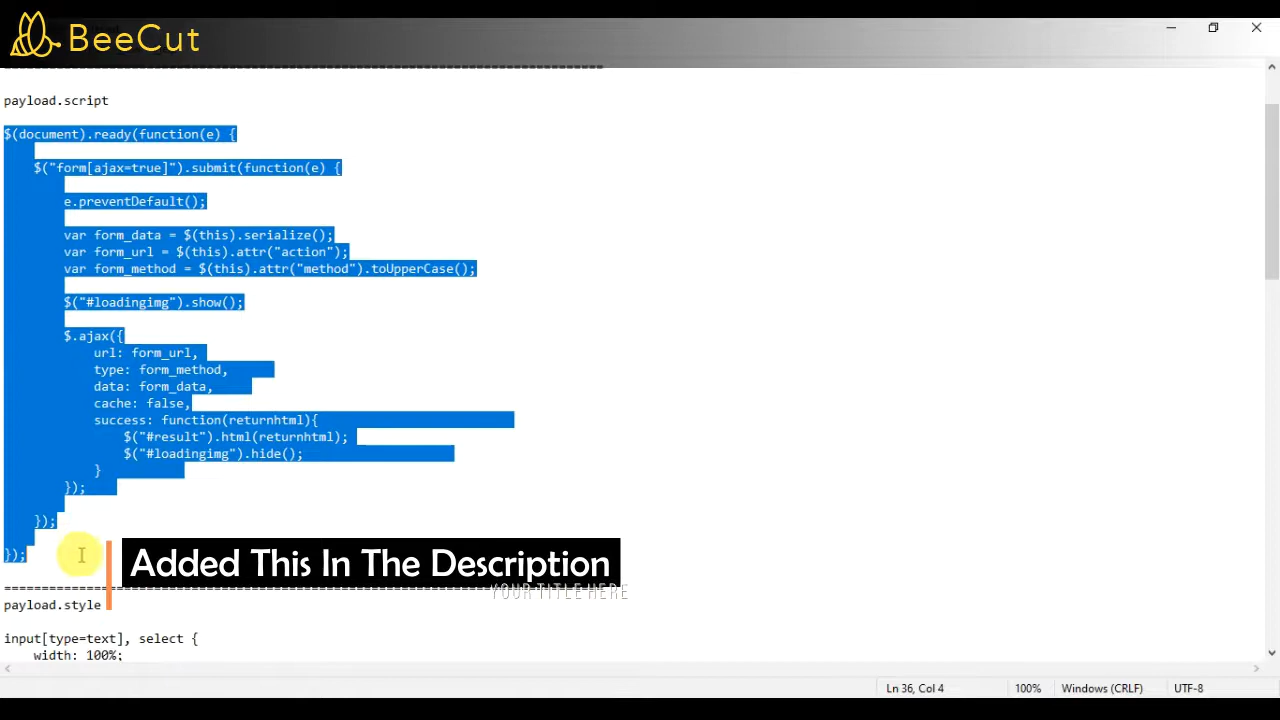 BeeCut
payload.script
$(document).ready(function(e) {
$("form[ajax=true]").submit(function(e) {
e.preventDefault();
var form_data = $(this).serialize();
var form_url = $(this).attr("action");
var form_method = $(this).attr("method").toUpperCase();
$("#loadingimg").show();
$.ajax({
url: form_url,
type: form_method,
data: form_data,
cache: false,
success: function(returnhtml){
$("#result").html(returnhtml);
$("#loadingimg").hide();
}
});
});
});
Added This In The Description
YOUR TITLE HERE
payload.style
input[type=text], select {
width: 100%;
Ln 36, Col 4 100% Windows (CRLF) UTF-8